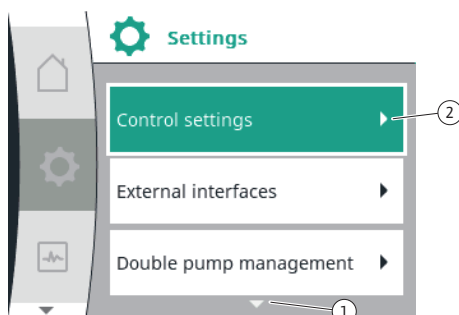 Settings
Control settings
2
External interfaces
Double pump management
1